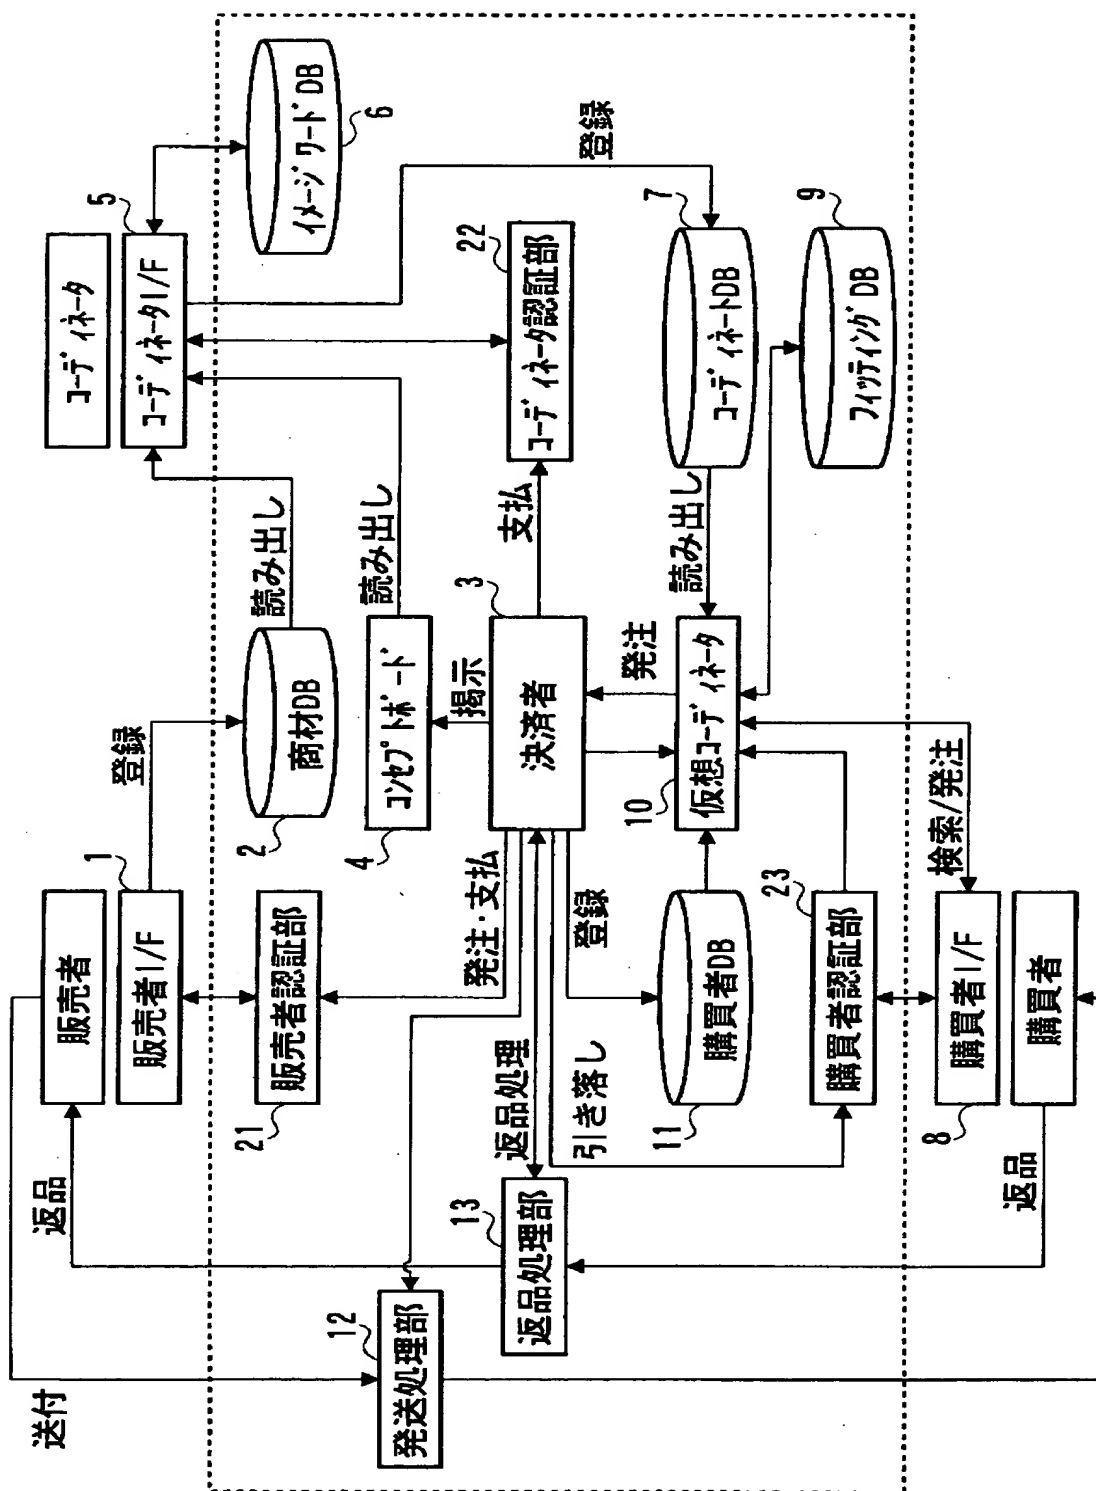 送付
返品
販売者
販売者I/F
1
登録
コーディネータ
コーディネータI/F
5
販売者認証部
21
商材DB
2
読み出し
イメージワードDB
6
発送処理部
12
発注・支払
コンセプトボード
4
読み出し
掲示
登録
返品処理部
13
返品処理
決済者
3
支払
コーディネータ認証部
22
引き落し
登録
発注
購買者DB
11
仮想コーディネータ
10
読み出し
コーディネートDB
7
購買者認証部
23
フィッティングDB
9
検索/発注
購買者I/F
8
購買者
返品